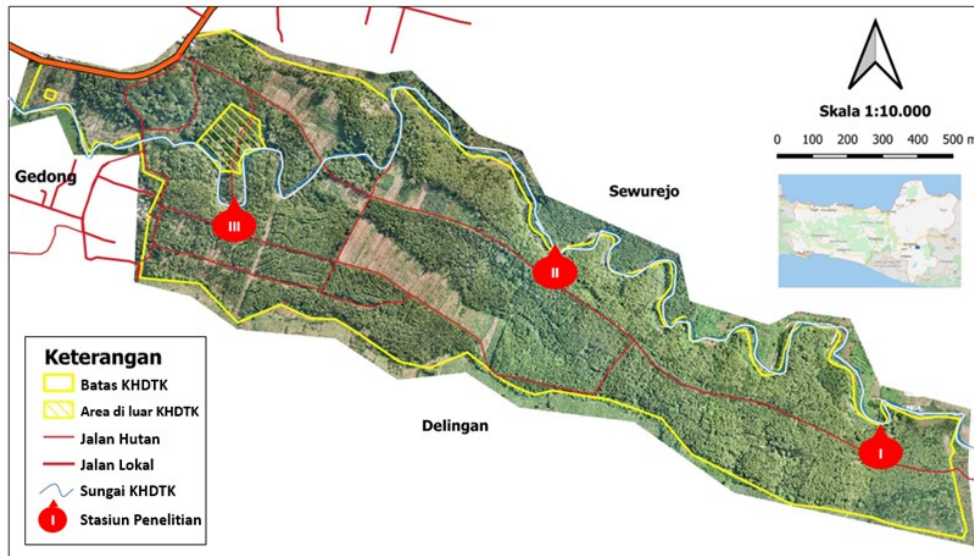 Skala 1:10.000
0 100 200 300 400 500 m
Gedong
Sewurejo
III
II
I
Delingan
Keterangan
Batas KHDTK
Area di luar KHDTK
Jalan Hutan
Jalan Lokal
Sungai KHDTK
I Stasiun Penelitian